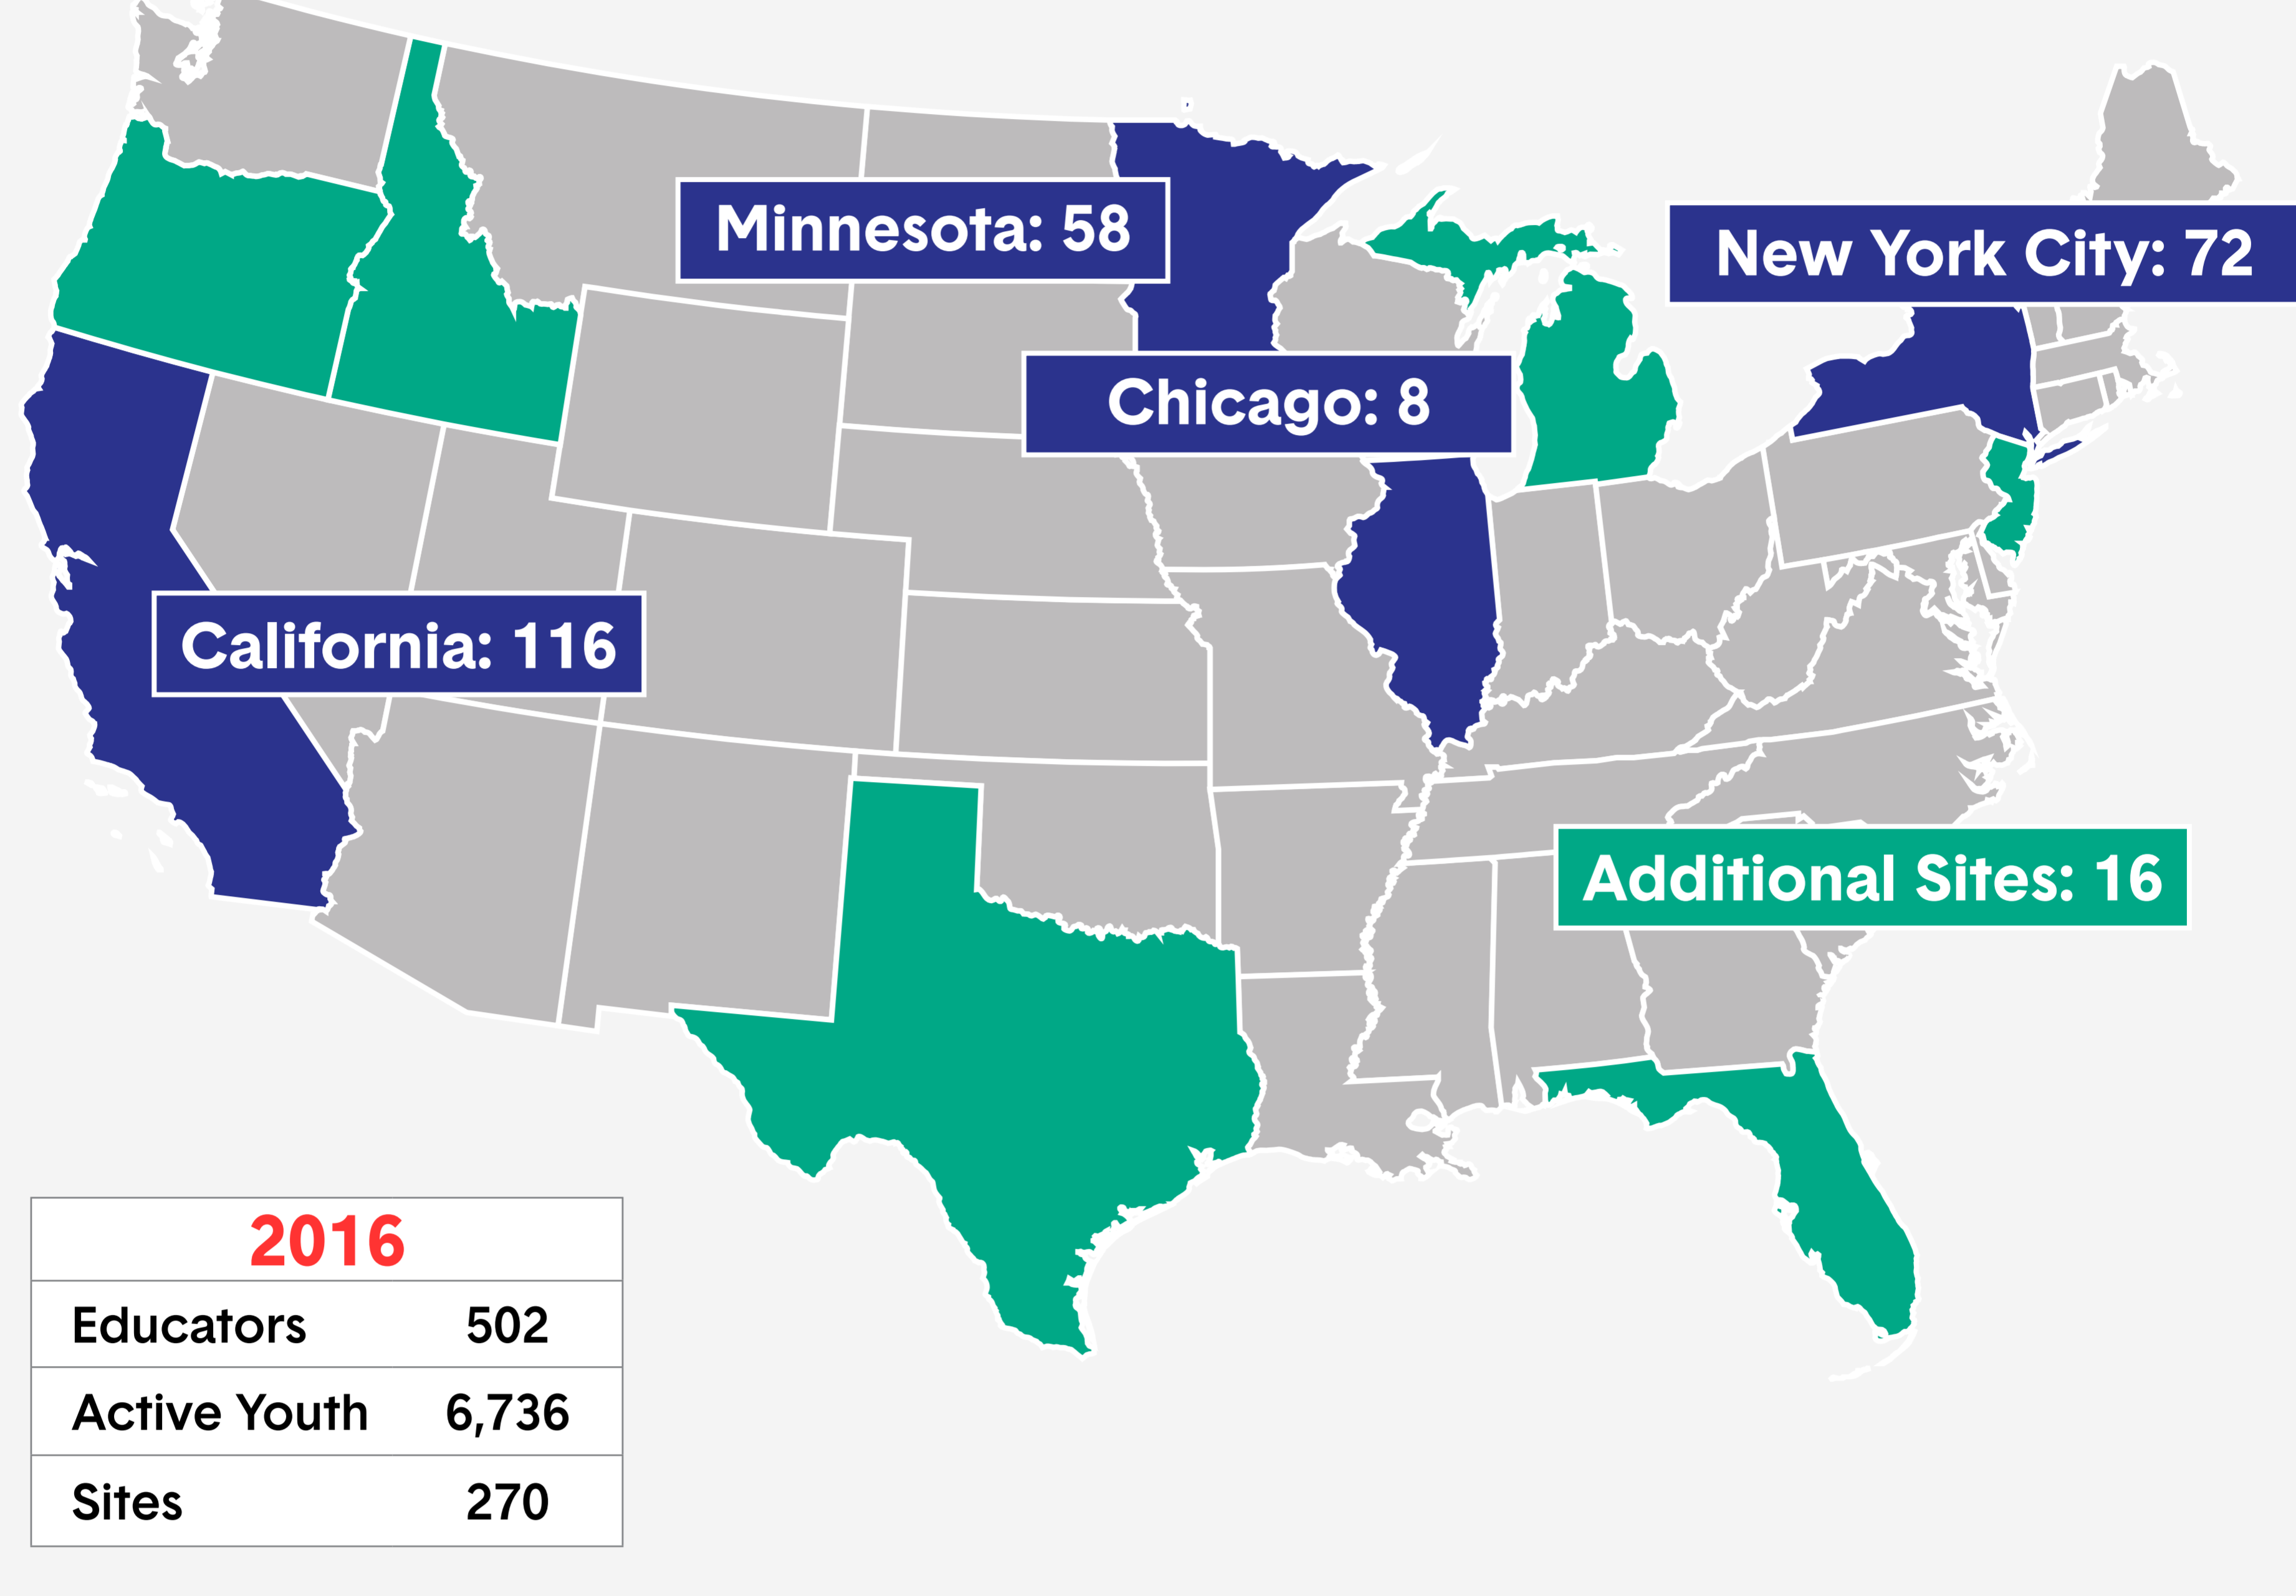 Minnesota: 58
New York City: 72
Chicago: 8
California: 116
Additional Sites: 16
2016
Educators 502
Active Youth 6,736
Sites 270